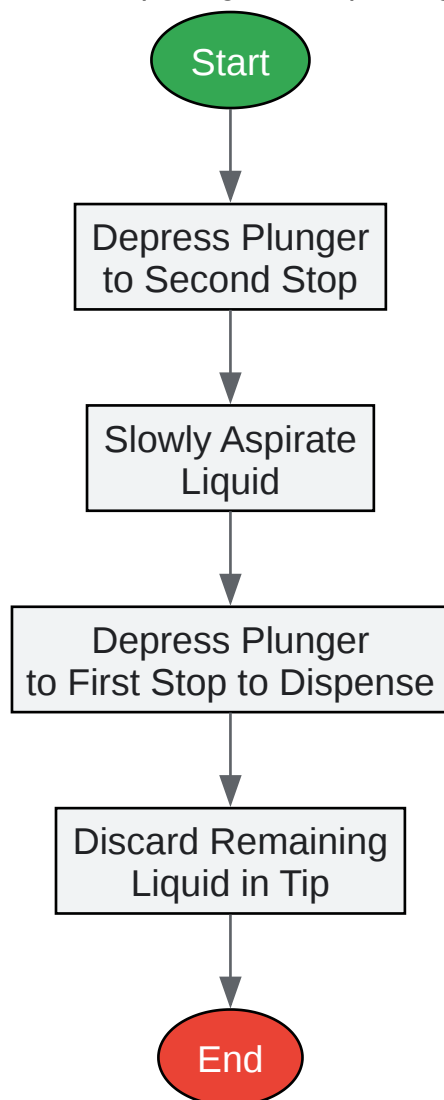 Start
Depress Plunger
to Second Stop
Slowly Aspirate
Liquid
Depress Plunger
to First Stop to Dispense
Discard Remaining
Liquid in Tip
End